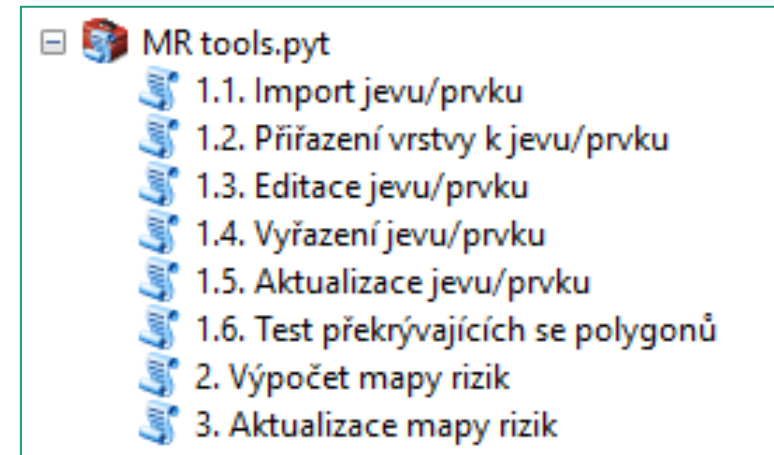 MR tools.pyt
1.1. Import jevu/prvku
1.2. Přiřazení vrstvy k jevu/prvku
1.3. Editace jevu/prvku
1.4. Vyřazení jevu/prvku
1.5. Aktualizace jevu/prvku
1.6. Test překrývajících se polygonů
2. Výpočet mapy rizik
3. Aktualizace mapy rizik